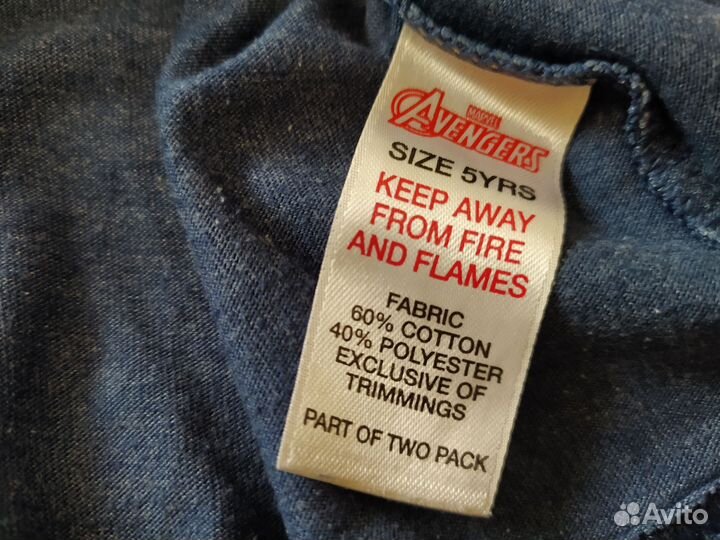 MARVEL
AVENGERS
SIZE 5YRS
KEEP AWAY
FROM FIRE
AND FLAMES
FABRIC
60% COTTON
40% POLYESTER
EXCLUSIVE OF
TRIMMINGS
PART OF TWO PACK
Avito